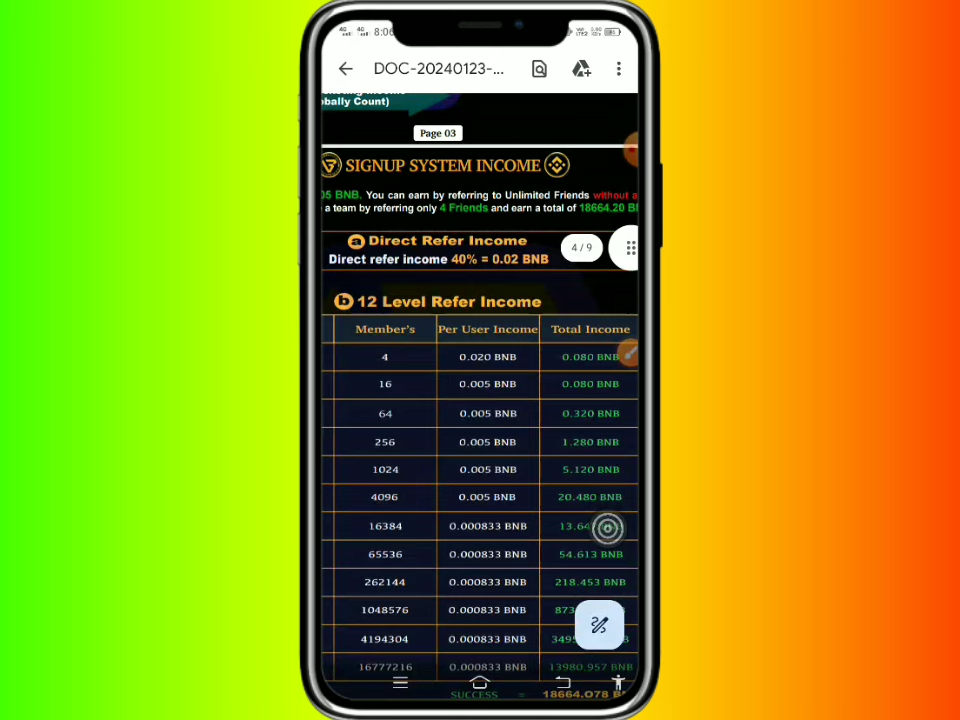 4G 4G 8:06
DOC-20240123-...
obally Count)
Page 03
SIGNUP SYSTEM INCOME
05 BNB. You can earn by referring to Unlimited Friends without a
a team by referring only 4 Friends and earn a total of 18664.20 B
a Direct Refer Income
Direct refer income 40% = 0.02 BNB
4/9
b 12 Level Refer Income
Member's Per User Income Total Income
4 0.020 BNB 0.080 BNB
16 0.005 BNB 0.080 BNB
64 0.005 BNB 0.320 BNB
256 0.005 BNB 1.280 BNB
1024 0.005 BNB 5.120 BNB
4096 0.005 BNB 20.480 BNB
16384 0.000833 BNB 13.64
65536 0.000833 BNB 54.613 BNB
262144 0.000833 BNB 218.453 BNB
1048576 0.000833 BNB 873
4194304 0.000833 BNB 349
16777216 0.000833 BNB 13980.957 BNB
SUCCESS = 18664.078 B